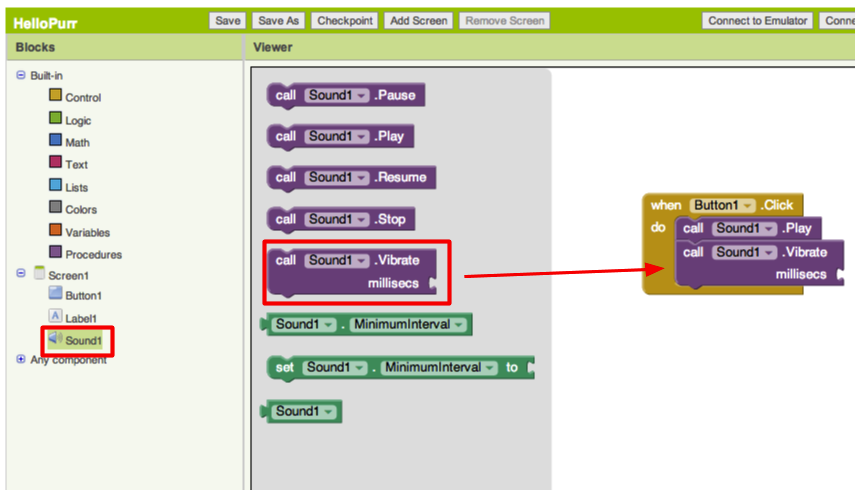 HelloPurr Save Save As Checkpoint Add Screen Remove Screen Connect to Emulator Conne
Blocks
Viewer
Built-in
Control
Logic
Math
Text
Lists
Colors
Variables
Procedures
Screen1
Button1
Label1
Sound1
Any component
call Sound1 .Pause
call Sound1 .Play
call Sound1 .Resume
call Sound1 .Stop
call Sound1 .Vibrate
millisecs
Sound1 . MinimumInterval
set Sound1 . MinimumInterval to
Sound1
when Button1 .Click
do call Sound1 .Play
call Sound1 .Vibrate
millisecs